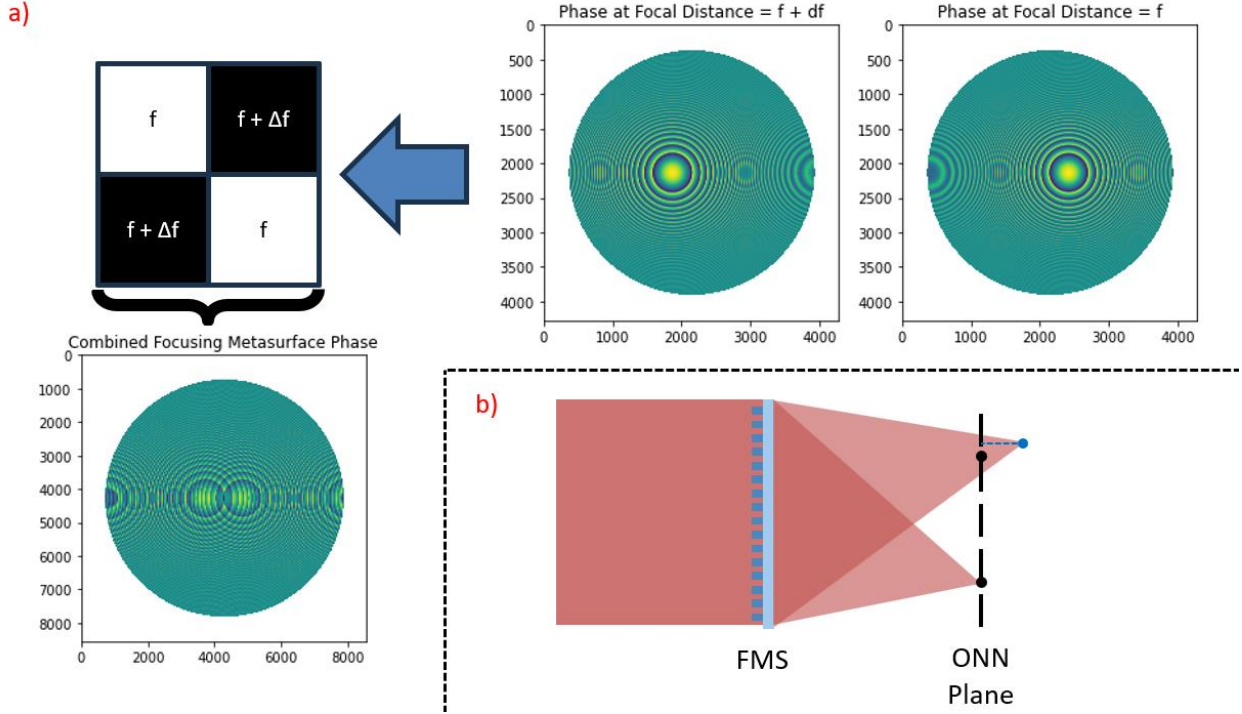 a)
f
f + Δf
f + Δf
f
Phase at Focal Distance = f + df
0
500
1000
1500
2000
2500
3000
3500
4000
0 1000 2000 3000 4000
Phase at Focal Distance = f
0
500
1000
1500
2000
2500
3000
3500
4000
0 1000 2000 3000 4000
Combined Focusing Metasurface Phase
0
1000
2000
3000
4000
5000
6000
7000
8000
0 2000 4000 6000 8000
b)
FMS
ONN
Plane